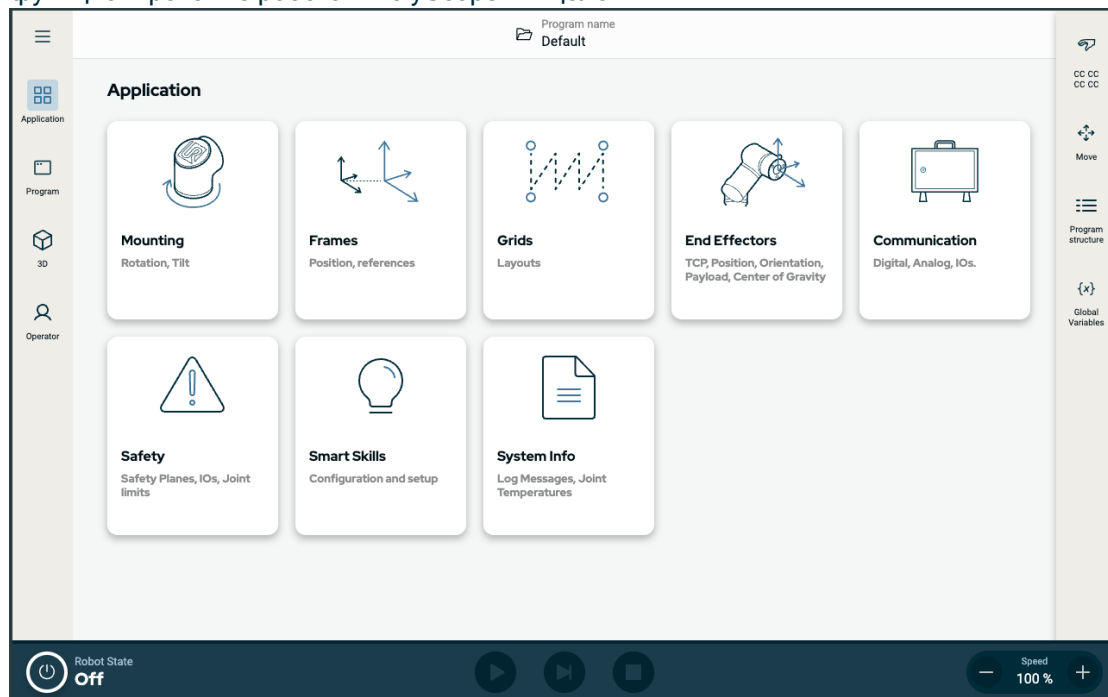 Program name
Default
Application
Program
3D
Operator
Application
Mounting
Rotation, Tilt
Frames
Position, references
Grids
Layouts
End Effectors
TCP, Position, Orientation,
Payload, Center of Gravity
Communication
Digital, Analog, IOs.
Safety
Safety Planes, IOs, Joint
limits
Smart Skills
Configuration and setup
System Info
Log Messages, Joint
Temperatures
CC CC
CC CC
Move
Program
structure
{x}
Global
Variables
Robot State
Off
Speed
100 %